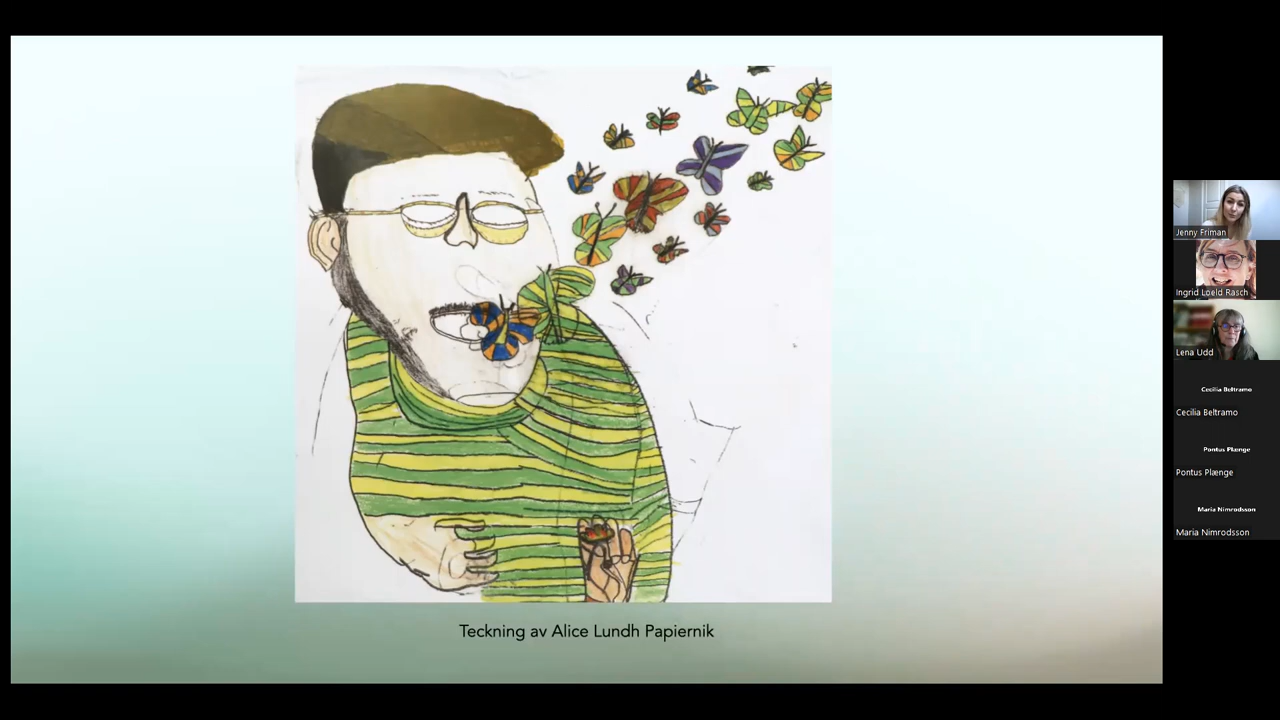 Teckning av Alice Lundh Papiernik
Jenny Friman
Ingrid Loeld Rasch
Lena Udd
Cecilia Beltramo
Cecilia Beltramo
Pontus Plænge
Pontus Plænge
Maria Nimrodsson
Maria Nimrodsson